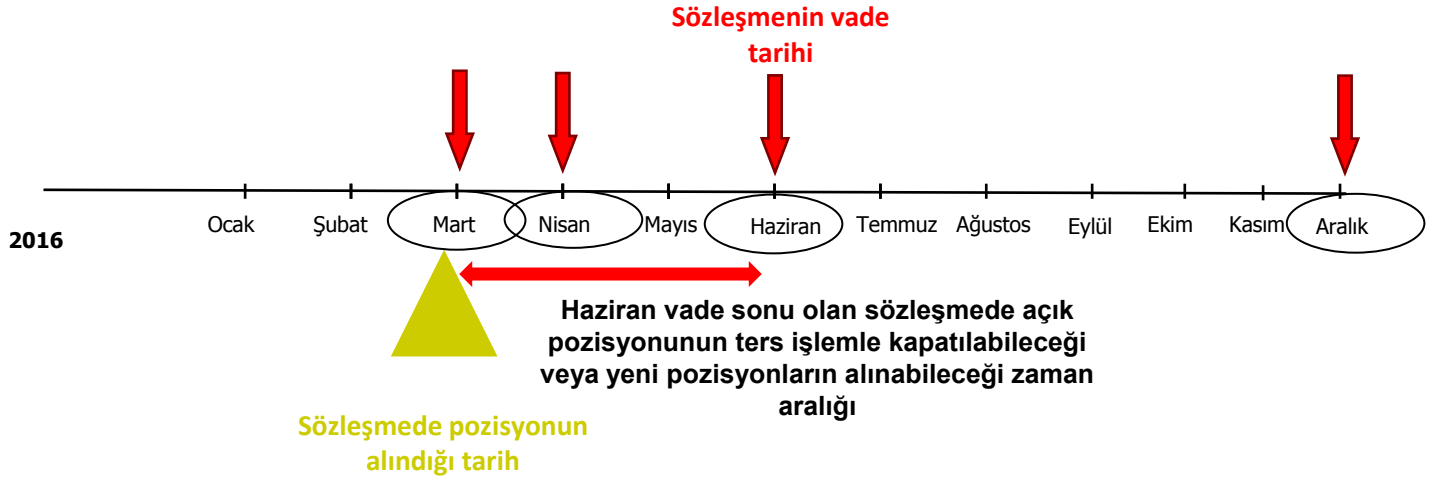 Sözleşmenin vade
tarihi
Ocak Şubat Mart Nisan Mayıs Haziran Temmuz Ağustos Eylül Ekim Kasım Aralık
2016
Haziran vade sonu olan sözleşmede açık
pozisyonunun ters işlemle kapatılabileceği
veya yeni pozisyonların alınabileceği zaman
aralığı
Sözleşmede pozisyonun
alındığı tarih